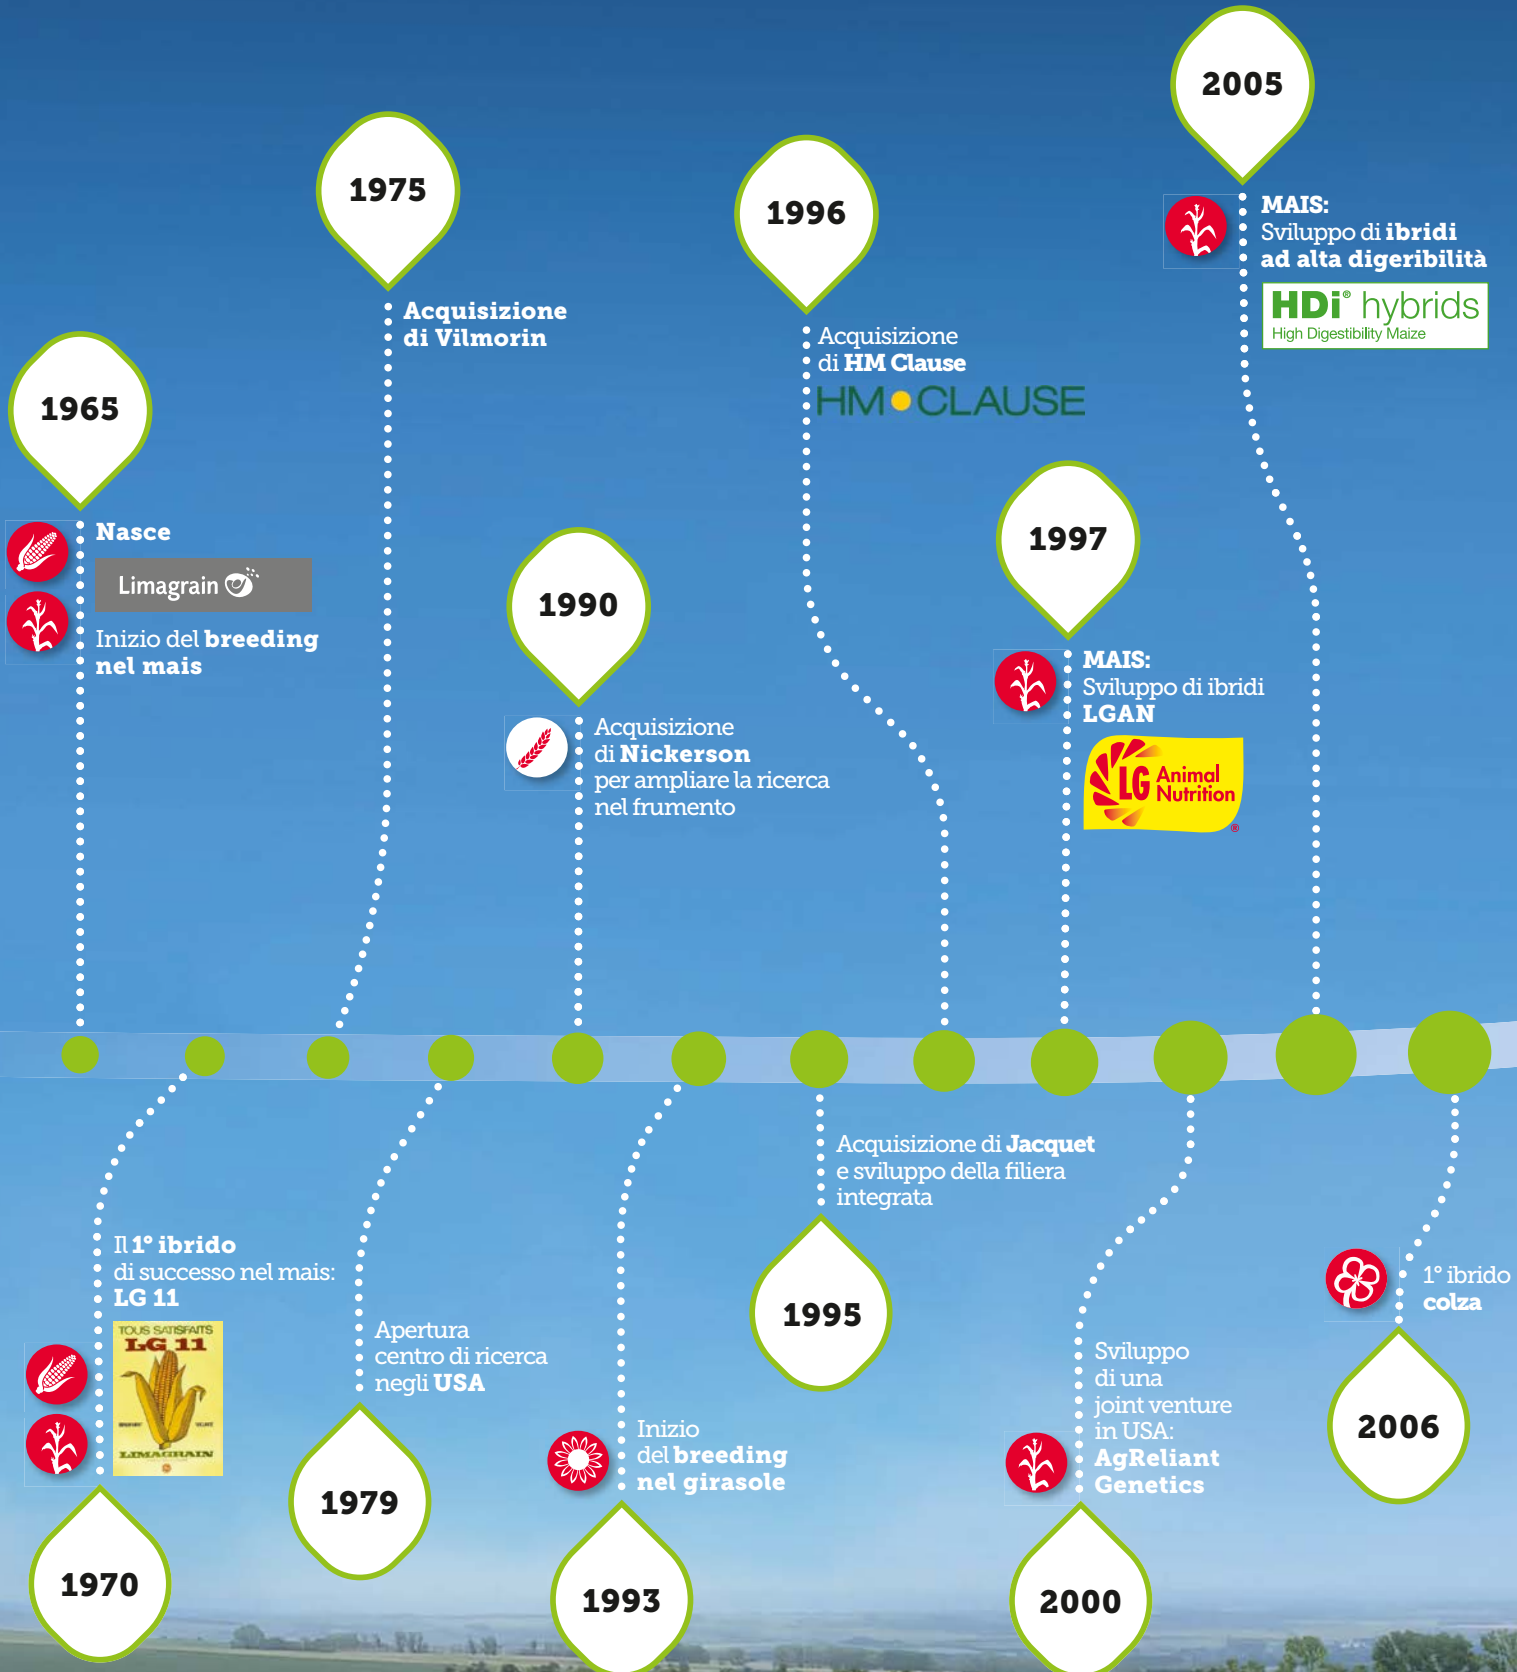 2005
MAIS:
Sviluppo di ibridi
ad alta digeribilità
HDi® hybrids
High Digestibility Maize
1975
Acquisizione
di Vilmorin
1996
Acquisizione
di HM Clause
HM CLAUSE
1965
Nasce
Limagrain
Inizio del breeding
nel mais
1997
MAIS:
Sviluppo di ibridi
LGAN
LG Animal
Nutrition
®
1990
Acquisizione
di Nickerson
per ampliare la ricerca
nel frumento
Acquisizione di Jacquet
e sviluppo della filiera
integrata
1995
Il 1° ibrido
di successo nel mais:
LG 11
TOUS SATISFAITS
LG 11
LIMAGRAIN
1970
Apertura
centro di ricerca
negli USA
1979
Inizio
del breeding
nel girasole
1993
Sviluppo
di una
joint venture
in USA:
AgReliant
Genetics
2000
1° ibrido
colza
2006